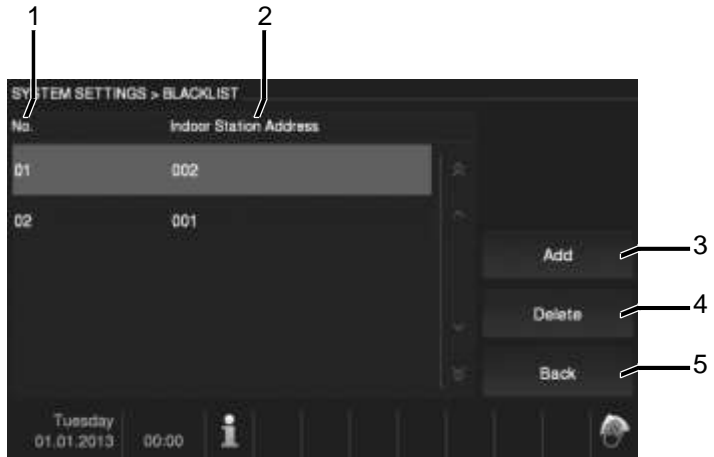 1 2
SYSTEM SETTINGS > BLACKLIST
No. Indoor Station Address
01 002
02 001
Add 3
Delete 4
Back 5
Tuesday
01.01.2013 00:00 i